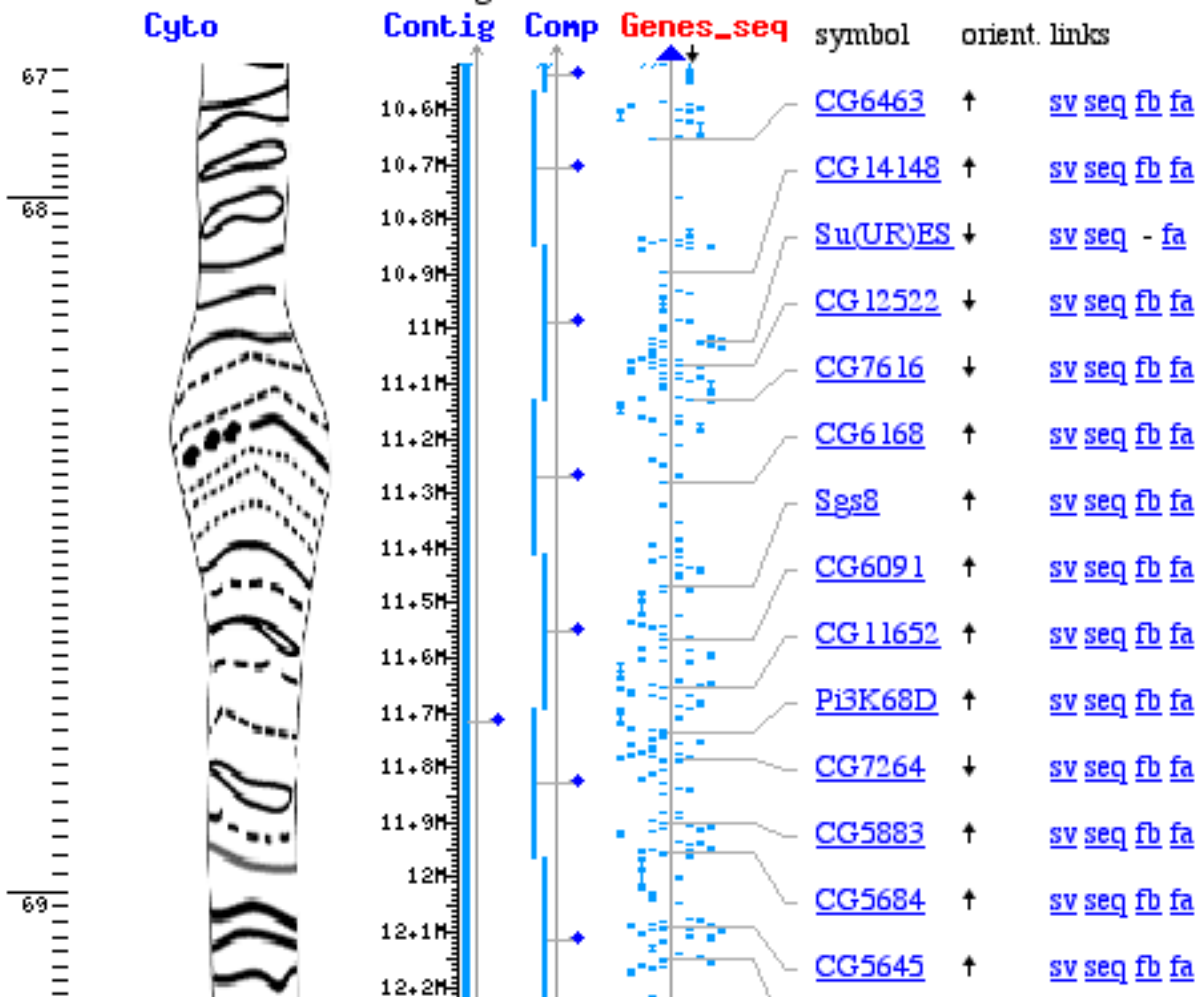 Cyto Contig Comp Genes_seq symbol orient. links
67
10.6M CG6463 ↑ sv seq fb fa
10.7M CG14148 ↑ sv seq fb fa
68
10.8M Su(UR)ES ↓ sv seq - fa
10.9M
11M CG12522 ↓ sv seq fb fa
11.1M CG7616 ↓ sv seq fb fa
11.2M CG6168 ↑ sv seq fb fa
11.3M Sgs8 ↑ sv seq fb fa
11.4M CG6091 ↑ sv seq fb fa
11.5M
11.6M CG11652 ↑ sv seq fb fa
11.7M Pi3K68D ↑ sv seq fb fa
11.8M CG7264 ↓ sv seq fb fa
11.9M CG5883 ↑ sv seq fb fa
12M CG5684 ↑ sv seq fb fa
69
12.1M CG5645 ↑ sv seq fb fa
12.2M